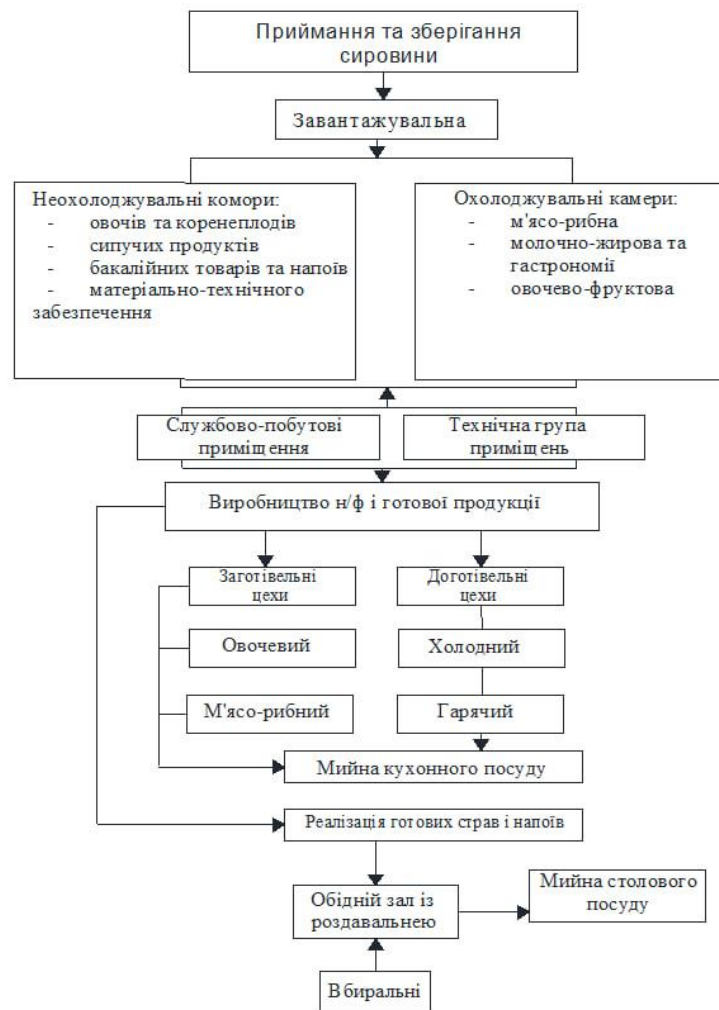 Приймання та зберігання
сировини
Завантажувальна
Неохолоджувальні комори:
- овочів та коренеплодів
- сипучих продуктів
- бакалійних товарів та напоїв
- матеріально-технічного
забезпечення
Охолоджувальні камери:
- м'ясо-рибна
- молочно-жирова та
гастрономії
- овочево-фруктова
Службово-побутові
приміщення
Технічна група
приміщень
Виробництво н/ф і готової продукції
Заготівельні
цехи
Доготівельні
цехи
Овочевий
Холодний
М'ясо-рибний
Гарячий
Мийна кухонного посуду
Реалізація готових страв і напоїв
Обідній зал із
роздавальнею
Мийна столового
посуду
Вбиральні